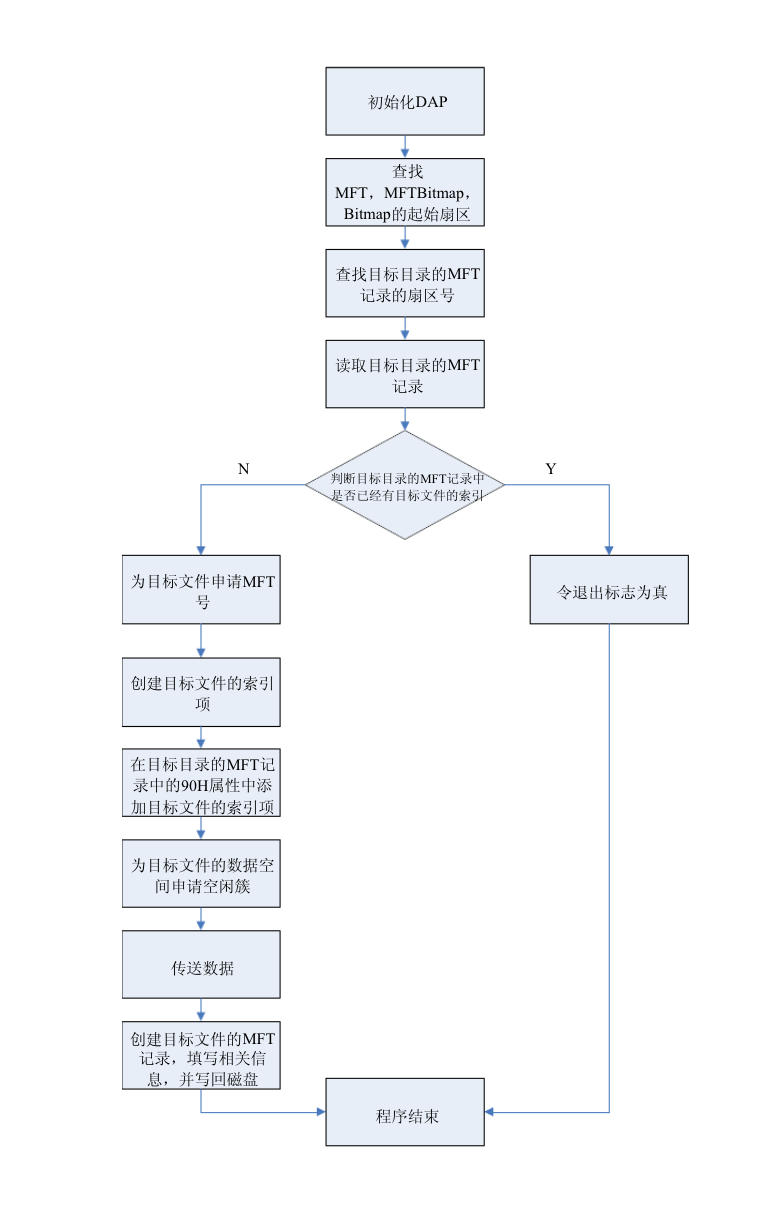 初始化DAP
查找
MFT，MFTBitmap，
Bitmap的起始扇区
查找目标目录的MFT
记录的扇区号
读取目标目录的MFT
记录
判断目标目录的MFT记录中
是否已经有目标文件的索引
N
Y
为目标文件申请MFT
号
令退出标志为真
创建目标文件的索引
项
在目标目录的MFT记
录中的90H属性中添
加目标文件的索引项
为目标文件的数据空
间申请空闲簇
传送数据
创建目标文件的MFT
记录，填写相关信
息，并写回磁盘
程序结束